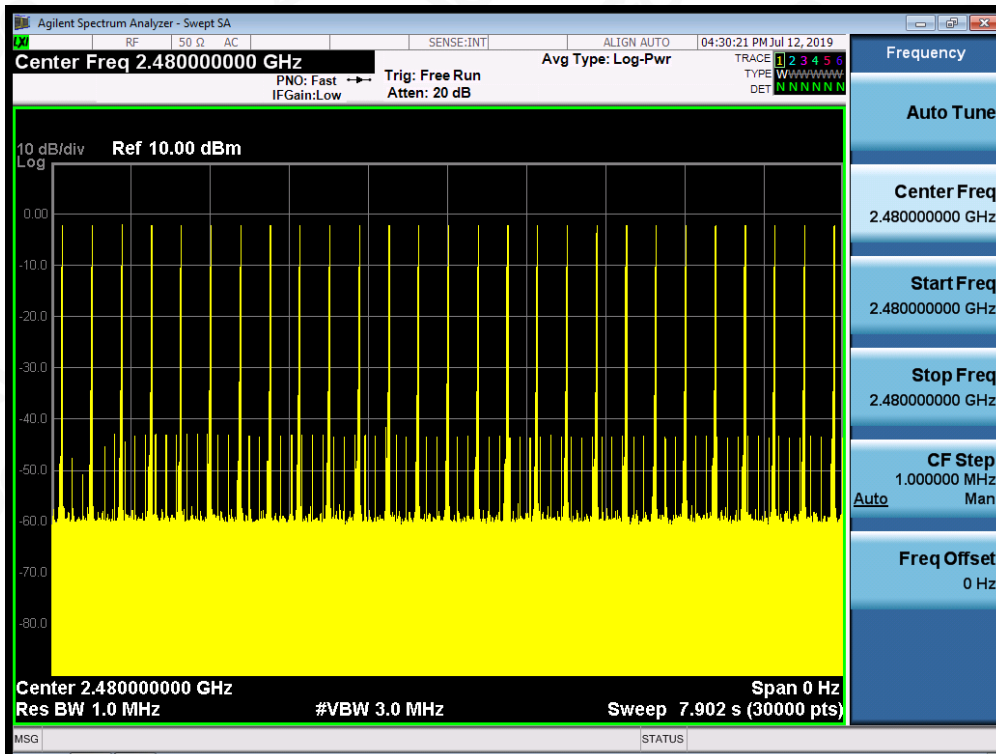 Agilent Spectrum Analyzer - Swept SA
LXI RF 50 Ω AC SENSE:INT ALIGN AUTO 04:30:21 PM Jul 12, 2019
Center Freq 2.480000000 GHz
PNO: Fast
IFGain:Low
Trig: Free Run
Atten: 20 dB
Avg Type: Log-Pwr
TRACE 1 2 3 4 5 6
TYPE WWWWWW
DET N N N N N N
10 dB/div Ref 10.00 dBm
Log
0.00
-10.0
-20.0
-30.0
-40.0
-50.0
-60.0
-70.0
-80.0
Center 2.480000000 GHz Span 0 Hz
Res BW 1.0 MHz #VBW 3.0 MHz Sweep 7.902 s (30000 pts)
MSG STATUS
Frequency
Auto Tune
Center Freq
2.480000000 GHz
Start Freq
2.480000000 GHz
Stop Freq
2.480000000 GHz
CF Step
1.000000 MHz
Auto Man
Freq Offset
0 Hz